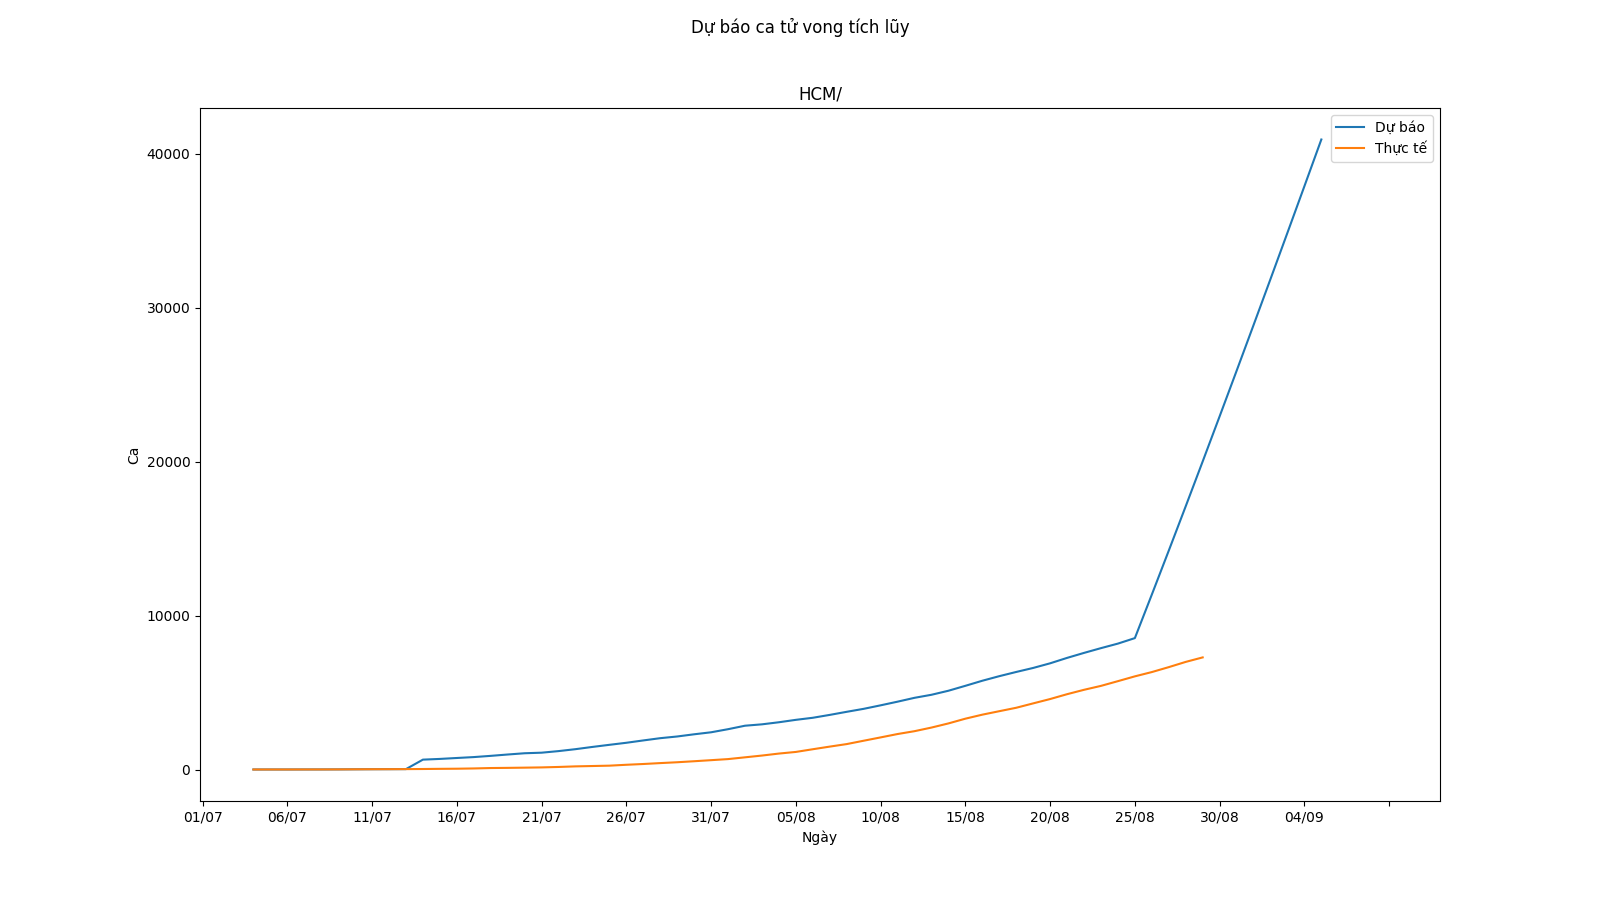 Dự báo ca tử vong tích lũy
HCM/
Dự báo
Thực tế
40000
30000
20000
10000
0
Ca
01/07 06/07 11/07 16/07 21/07 26/07 31/07 05/08 10/08 15/08 20/08 25/08 30/08 04/09
Ngày